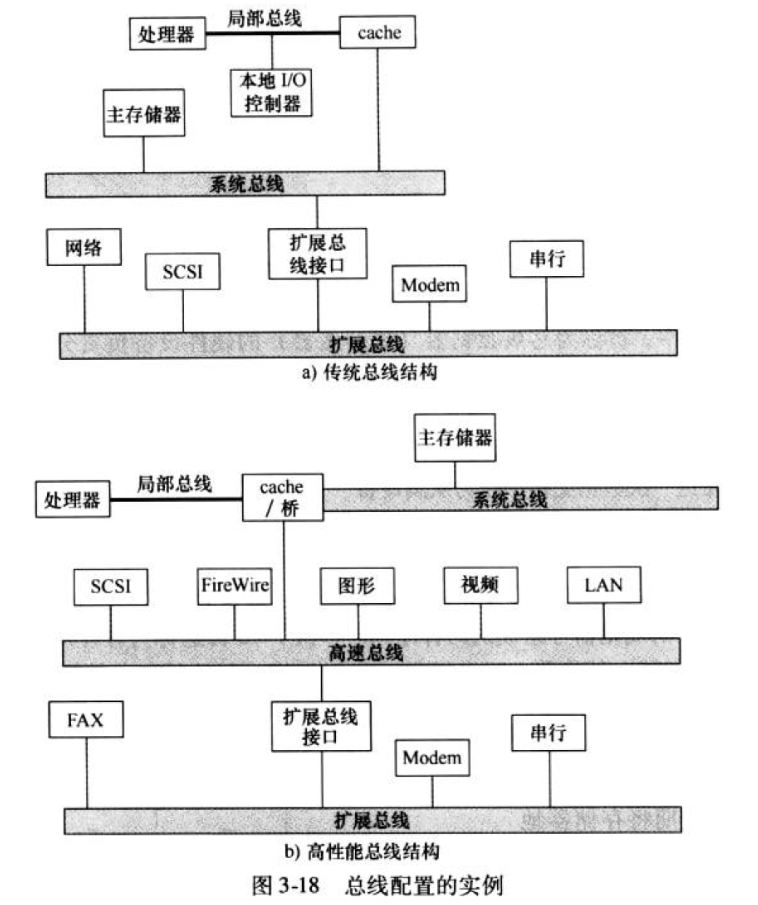 局部总线
处理器
cache
本地 I/O
控制器
主存储器
系统总线
网络
SCSI
扩展总
线接口
Modem
串行
扩展总线
a) 传统总线结构
主存储器
处理器
局部总线
cache
/ 桥
系统总线
SCSI
FireWire
图形
视频
LAN
高速总线
FAX
扩展总线
接口
Modem
串行
扩展总线
b) 高性能总线结构
图 3-18 总线配置的实例